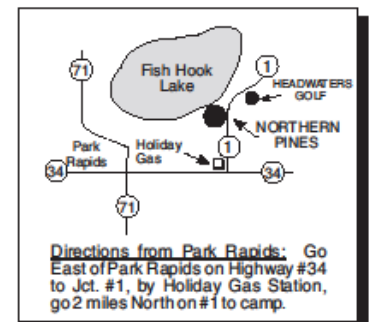 71
1
Fish Hook
Lake
HEADWATERS
GOLF
NORTHERN
PINES
Park
Rapids
Holiday
Gas
1
34
34
71
Directions from Park Rapids: Go
East of Park Rapids on Highway #34
to Jct. #1, by Holiday Gas Station,
go 2 miles North on #1 to camp.